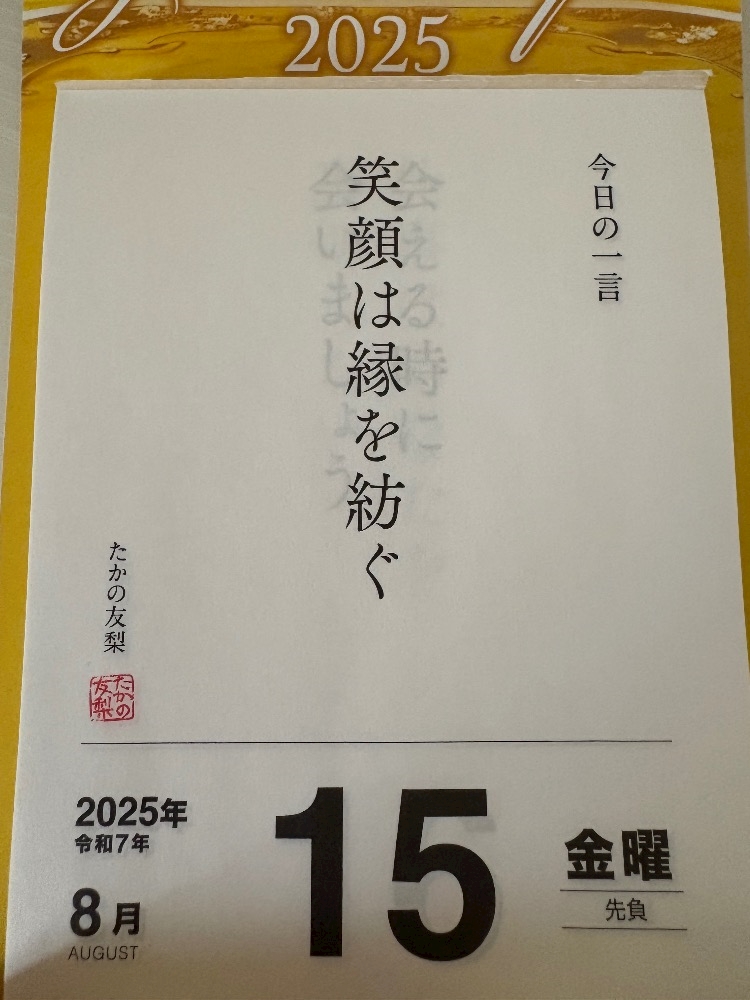 2025
今日の一言
笑顔は縁を紡ぐ
たかの友梨
たかの
友梨
2025年
令和7年
8月
AUGUST
15
金曜
先負